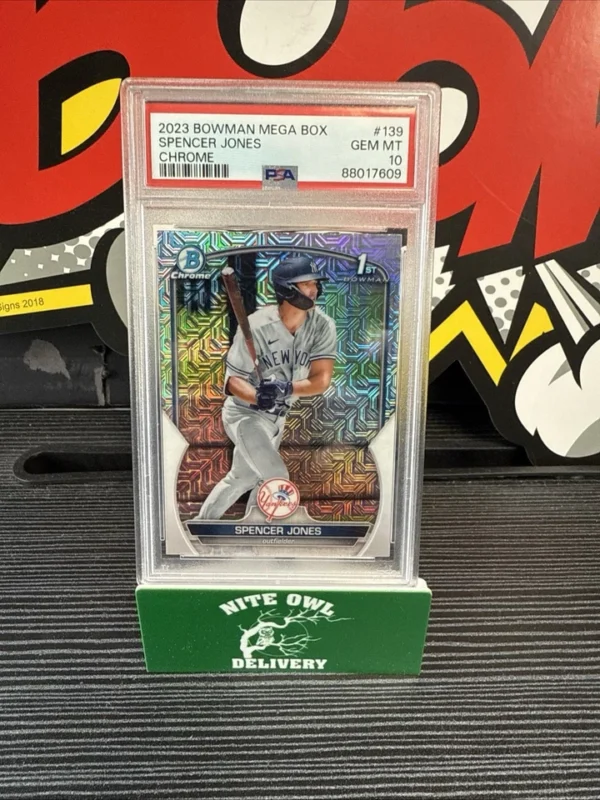 2023 BOWMAN MEGA BOX #139
SPENCER JONES GEM MT
CHROME 10
PSA 88017609
B
Chrome
1ST
BOWMAN
NEW YO
Yankees
SPENCER JONES
outfielder
signs 2018
NITE OWL
DELIVERY